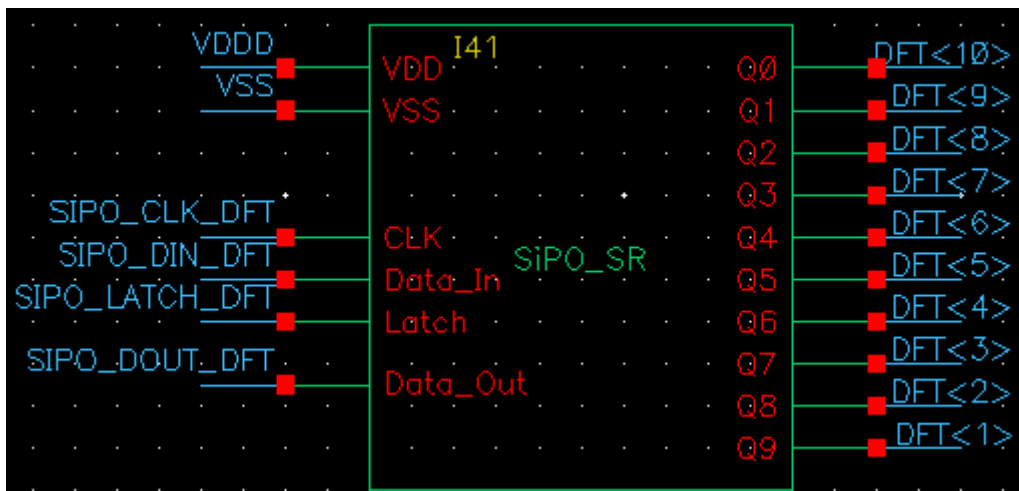 VDDD
VSS
SIPO_CLK_DFT
SIPO_DIN_DFT
SIPO_LATCH_DFT
SIPO_DOUT_DFT
I41
VDD
VSS
CLK
Data_In
Latch
Data_Out
SiPO_SR
Q0
Q1
Q2
Q3
Q4
Q5
Q6
Q7
Q8
Q9
DFT<10>
DFT<9>
DFT<8>
DFT<7>
DFT<6>
DFT<5>
DFT<4>
DFT<3>
DFT<2>
DFT<1>